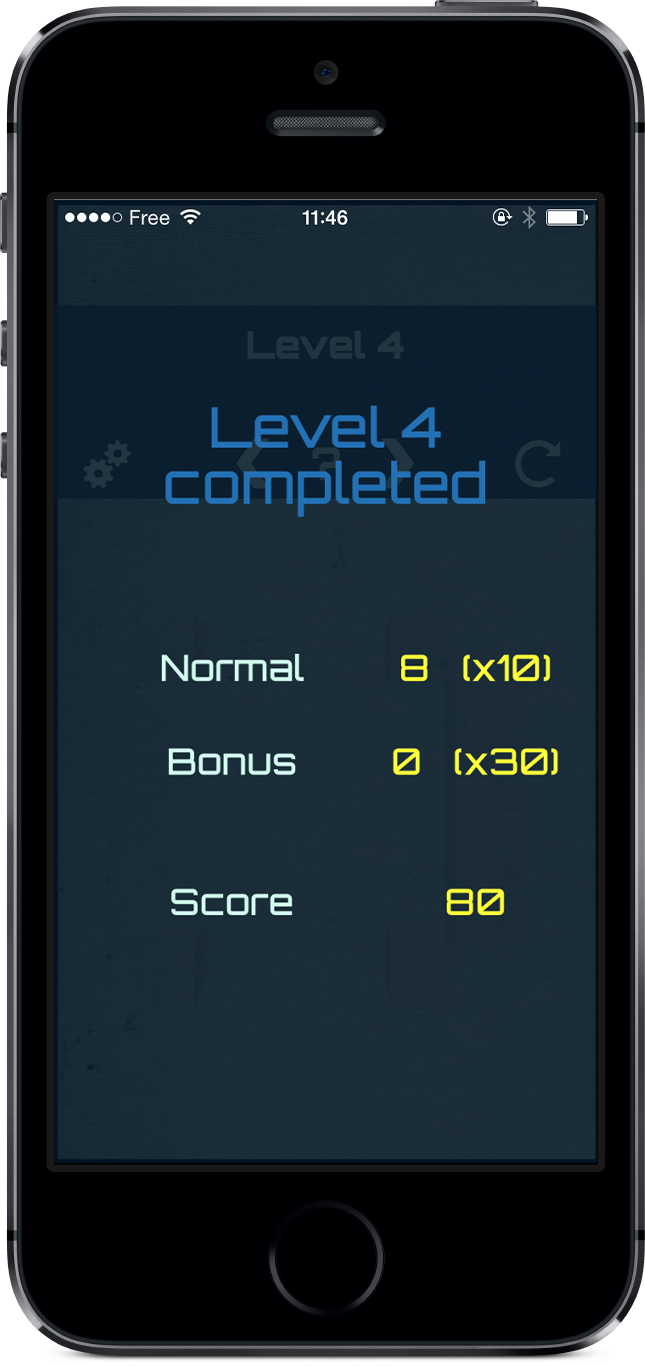 Free 11:46
Level 4
Level 4
completed
Normal 8 (x10)
Bonus 0 (x30)
Score 80